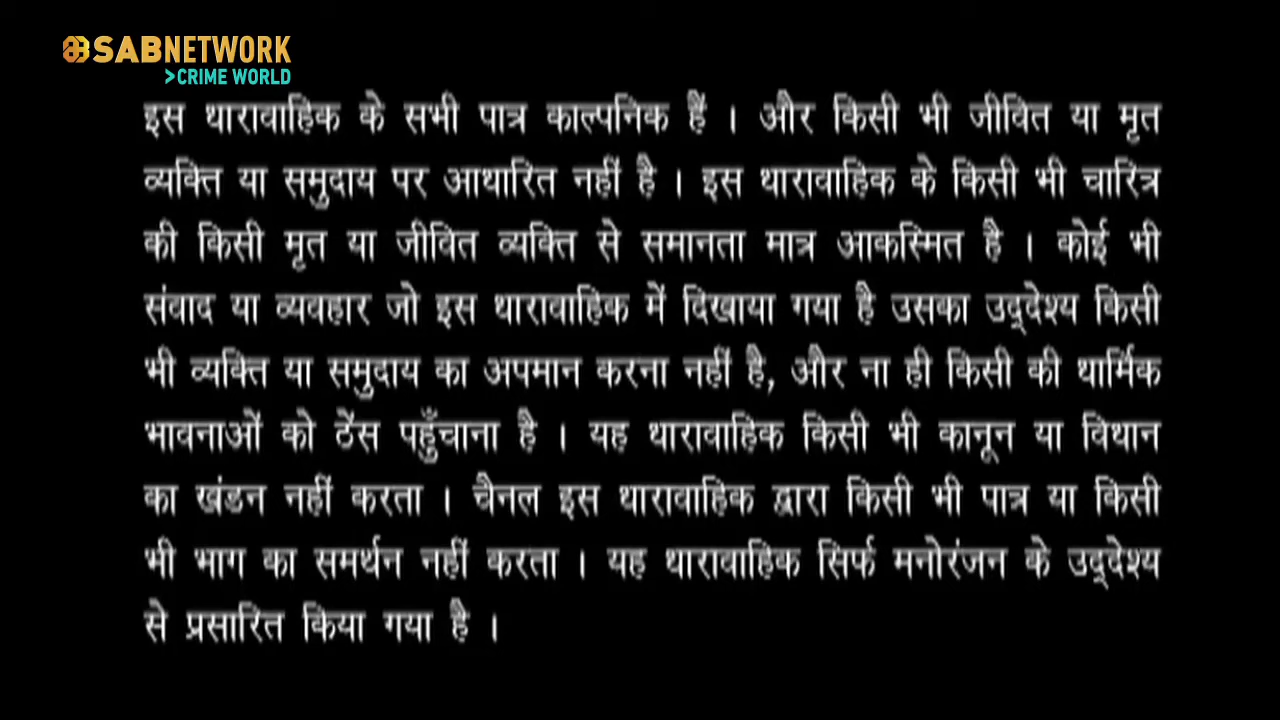 SABNETWORK
>CRIME WORLD
इस धारावाहिक के सभी पात्र काल्पनिक हैं । और किसी भी जीवित या मृत
व्यक्ति या समुदाय पर आधारित नहीं है । इस धारावाहिक के किसी भी चारित्र
की किसी मृत या जीवित व्यक्ति से समानता मात्र आकस्मित है । कोई भी
संवाद या व्यवहार जो इस धारावाहिक में दिखाया गया है उसका उद्देश्य किसी
भी व्यक्ति या समुदाय का अपमान करना नहीं है, और ना ही किसी की धार्मिक
भावनाओं को ठेंस पहुँचाना है । यह धारावाहिक किसी भी कानून या विधान
का खंडन नहीं करता । चैनल इस धारावाहिक द्वारा किसी भी पात्र या किसी
भी भाग का समर्थन नहीं करता । यह धारावाहिक सिर्फ मनोरंजन के उद्देश्य
से प्रसारित किया गया है ।